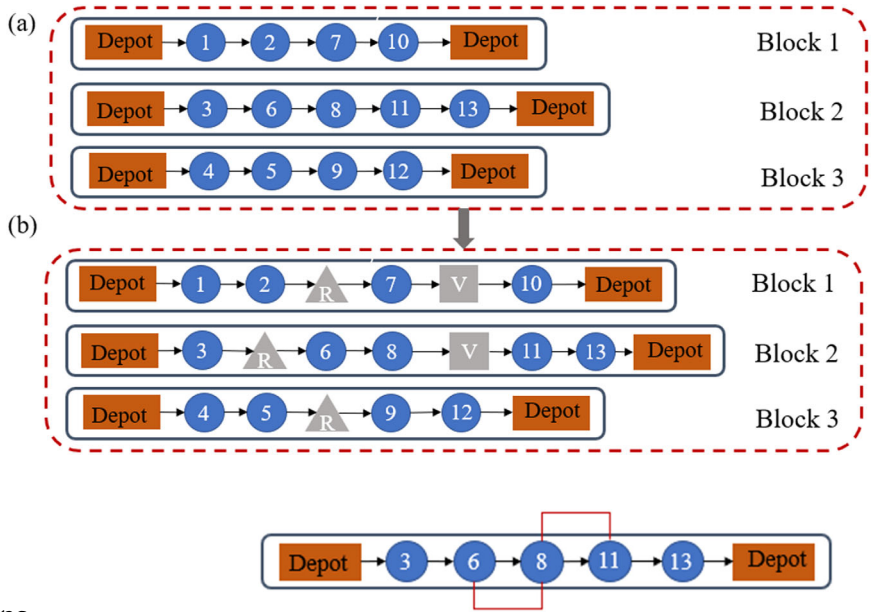 (a)
Depot 1 2 7 10 Depot Block 1
Depot 3 6 8 11 13 Depot Block 2
Depot 4 5 9 12 Depot Block 3
(b)
Depot 1 2 R 7 V 10 Depot Block 1
Depot 3 R 6 8 V 11 13 Depot Block 2
Depot 4 5 R 9 12 Depot Block 3
Depot 3 6 8 11 13 Depot